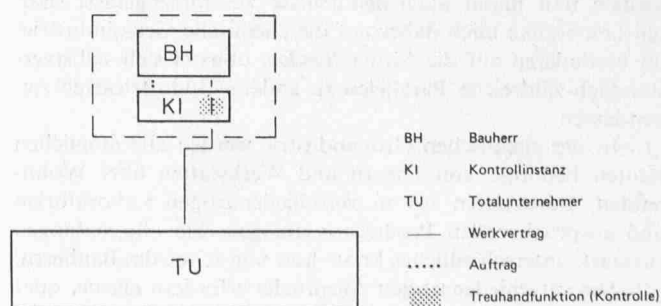 BH
KI
TU
BH Bauherr
KI Kontrollinstanz
TU Totalunternehmer
Werkvertrag
Auftrag
Treuhandfunktion (Kontrolle